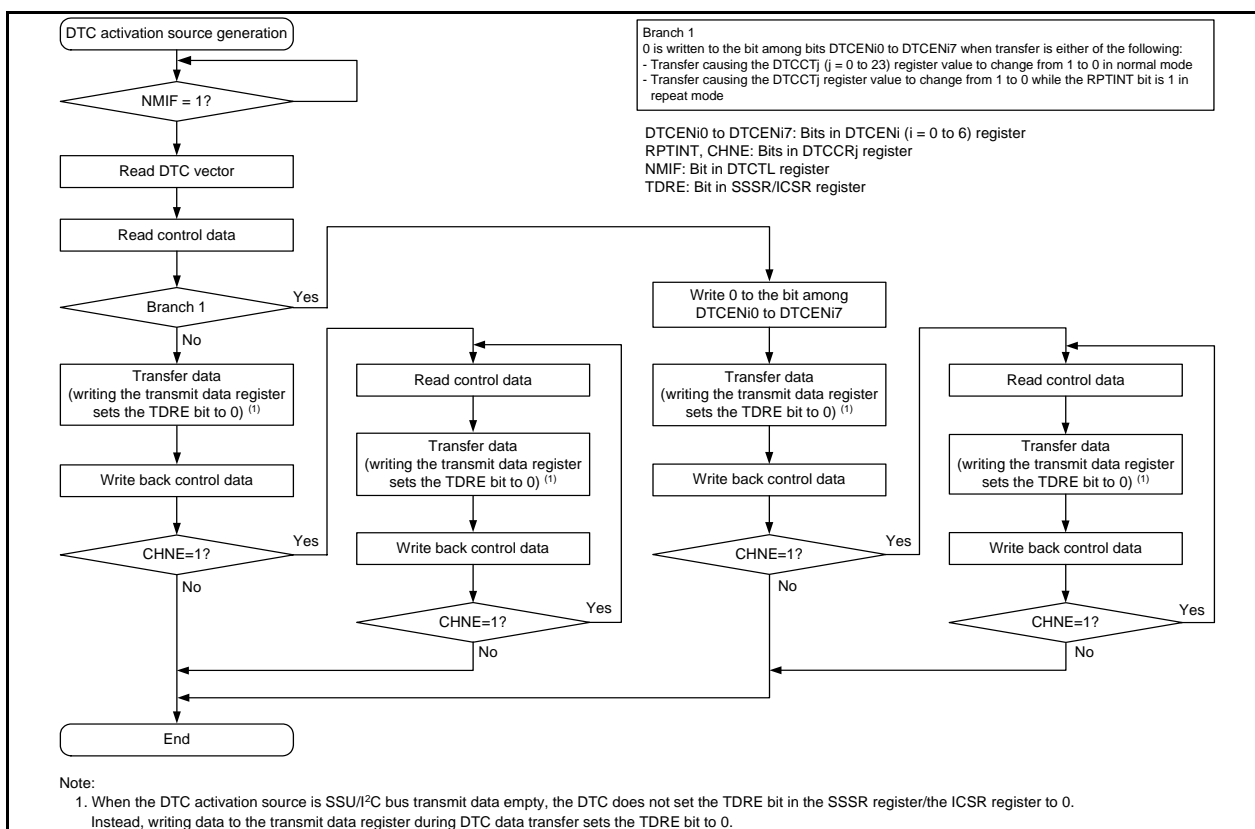 DTC activation source generation
NMIF = 1?
Read DTC vector
Read control data
Branch 1
Yes
No
Transfer data
(writing the transmit data register
sets the TDRE bit to 0) (1)
Write back control data
CHNE=1?
Yes
No
Read control data
Transfer data
(writing the transmit data register
sets the TDRE bit to 0) (1)
Write back control data
CHNE=1?
Yes
No
Branch 1
0 is written to the bit among bits DTCENi0 to DTCENi7 when transfer is either of the following:
- Transfer causing the DTCCTj (j = 0 to 23) register value to change from 1 to 0 in normal mode
- Transfer causing the DTCCTj register value to change from 1 to 0 while the RPTINT bit is 1 in
repeat mode
DTCENi0 to DTCENi7: Bits in DTCENi (i = 0 to 6) register
RPTINT, CHNE: Bits in DTCCRj register
NMIF: Bit in DTCTL register
TDRE: Bit in SSSR/ICSR register
Write 0 to the bit among
DTCENi0 to DTCENi7
Transfer data
(writing the transmit data register
sets the TDRE bit to 0) (1)
Write back control data
CHNE=1?
Yes
No
Read control data
Transfer data
(writing the transmit data register
sets the TDRE bit to 0) (1)
Write back control data
CHNE=1?
Yes
No
End
Note:
1. When the DTC activation source is SSU/I²C bus transmit data empty, the DTC does not set the TDRE bit in the SSSR register/the ICSR register to 0.
Instead, writing data to the transmit data register during DTC data transfer sets the TDRE bit to 0.